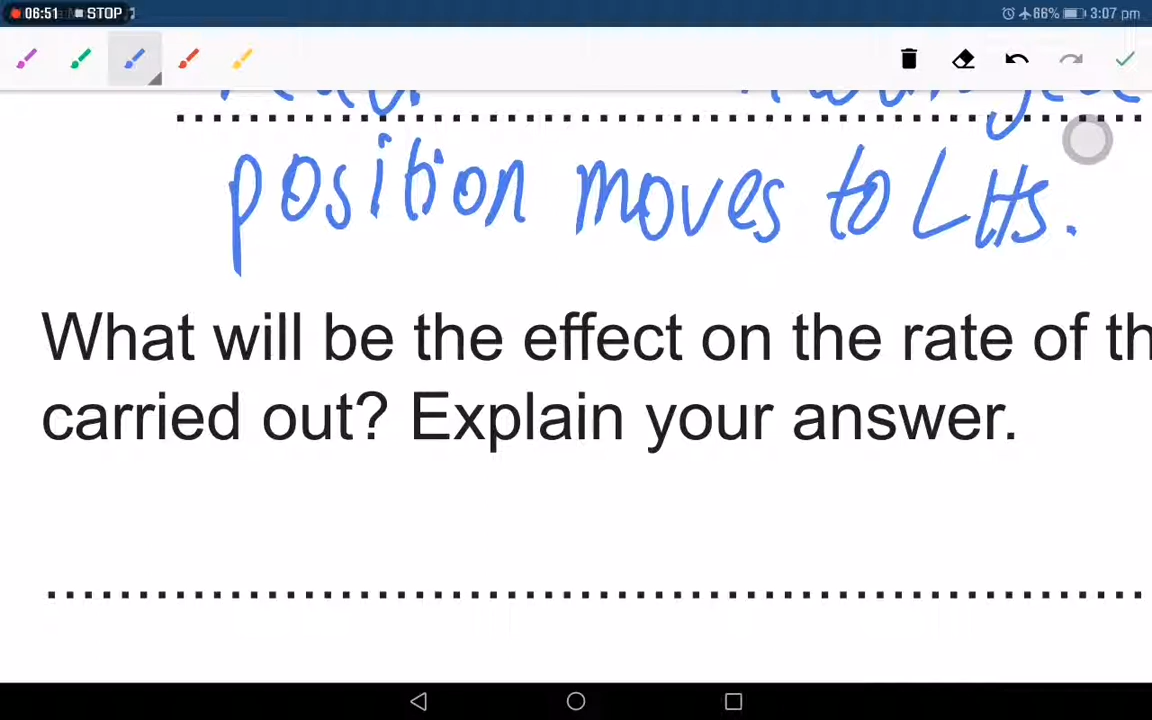 06:51 STOP 66% 3:07 pm
position moves to LHS.
What will be the effect on the rate of th
carried out? Explain your answer.